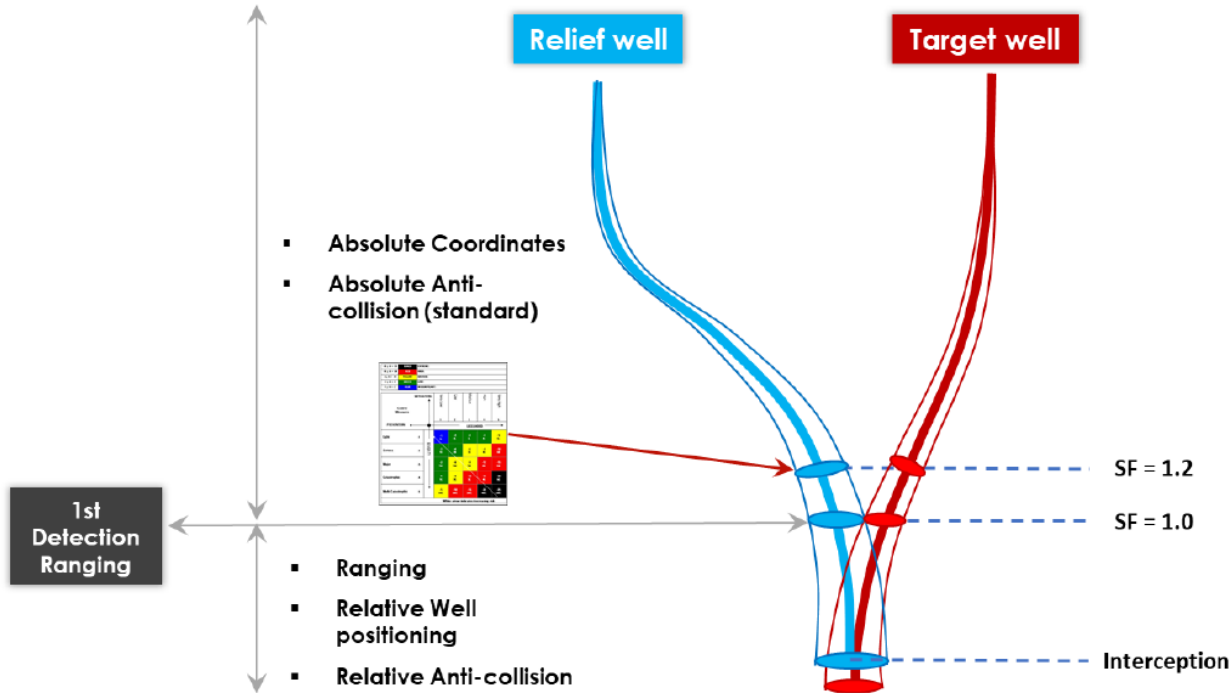 Relief well
Target well
▪ Absolute Coordinates
▪ Absolute Anti-
collision (standard)
SF = 1.2
SF = 1.0
1st
Detection
Ranging
▪ Ranging
▪ Relative Well
positioning
▪ Relative Anti-collision
Interception